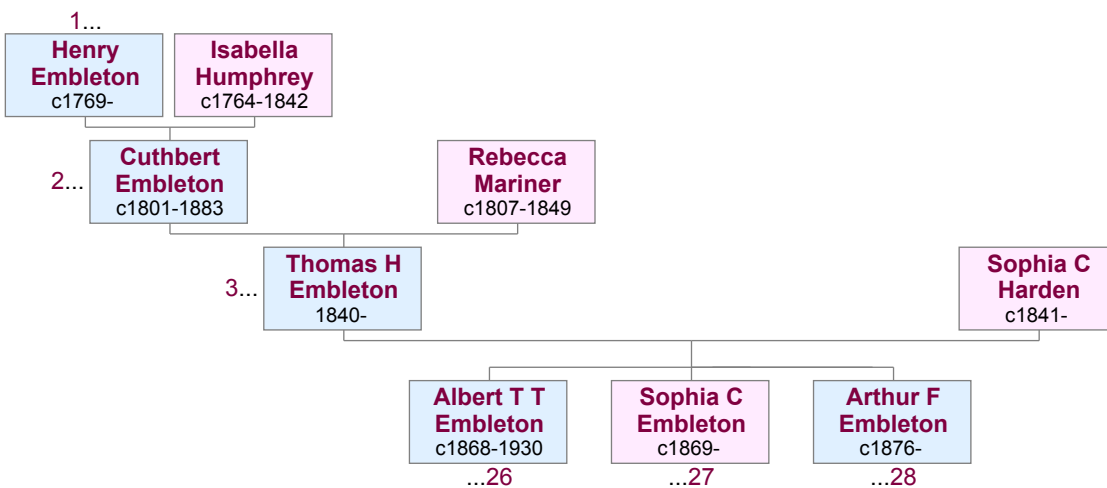 1...
Henry
Embleton
c1769-
Isabella
Humphrey
c1764-1842
2...
Cuthbert
Embleton
c1801-1883
Rebecca
Mariner
c1807-1849
3...
Thomas H
Embleton
1840-
Sophia C
Harden
c1841-
Albert T T
Embleton
c1868-1930
...26
Sophia C
Embleton
c1869-
...27
Arthur F
Embleton
c1876-
...28